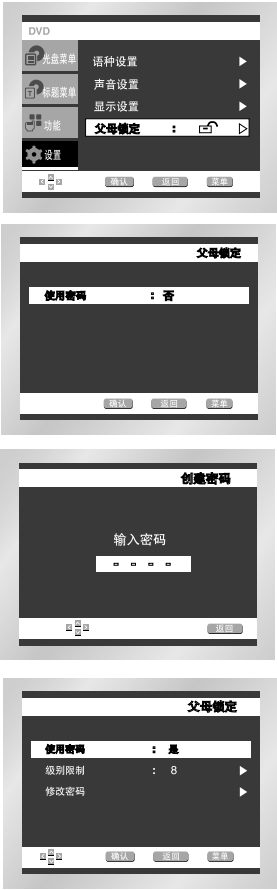 DVD
光盘菜单
语种设置
标题菜单
声音设置
显示设置
功能
父母锁定 :
设置
确认 返回 菜单
父母锁定
使用密码 : 否
确认 返回 菜单
创建密码
输入密码
返回
父母锁定
使用密码 : 是
级别限制 : 8
修改密码
确认 返回 菜单